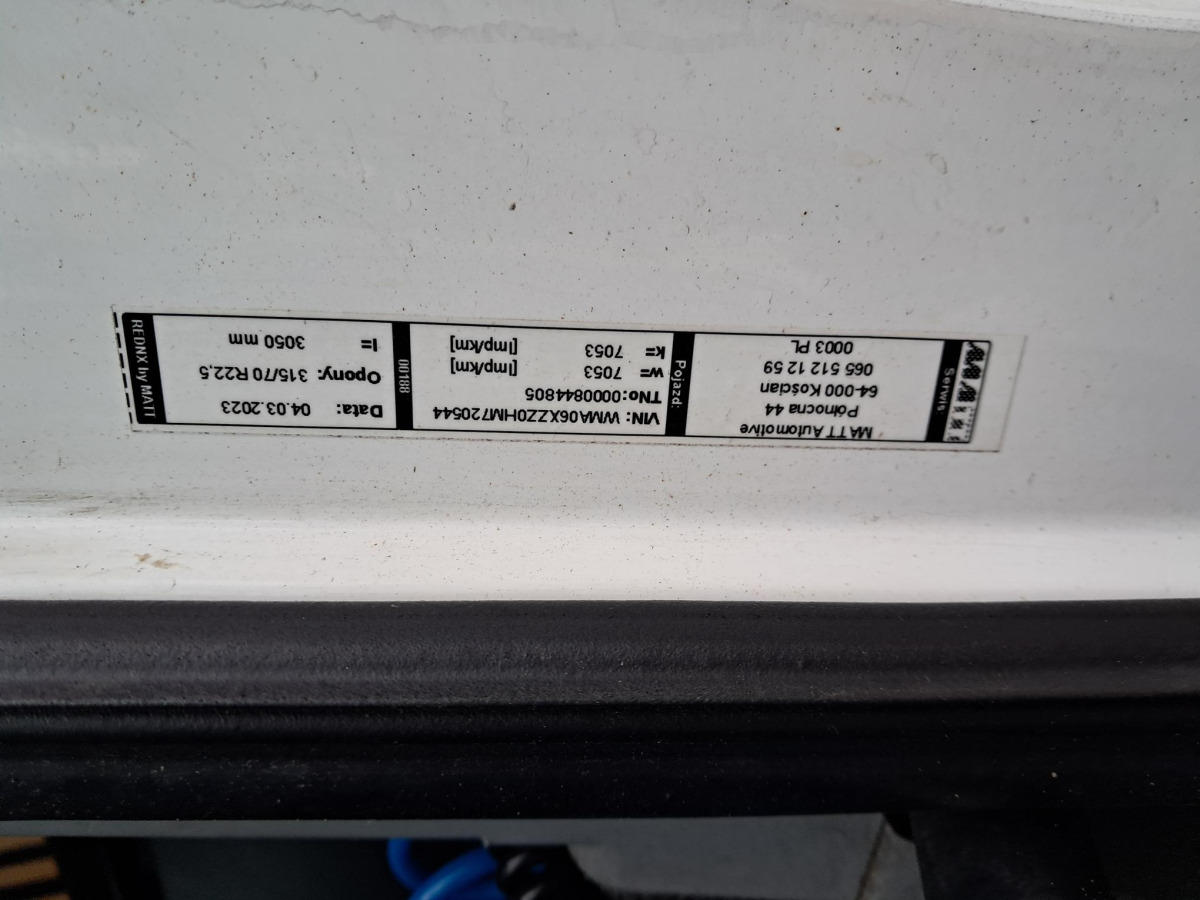 Serwis
MATT Automotive
Północna 44
64-000 Kościan
065 512 12 59
0003 PL
Pojazd:
VIN: WMA06XZZ0HM720544
TNo:0000844805
w= 7053 [Imp/km]
k= 7053 [Imp/km]
00188
Data: 04.03.2023
Opony: 315/70 R22,5
l= 3050 mm
REDNX by MATT